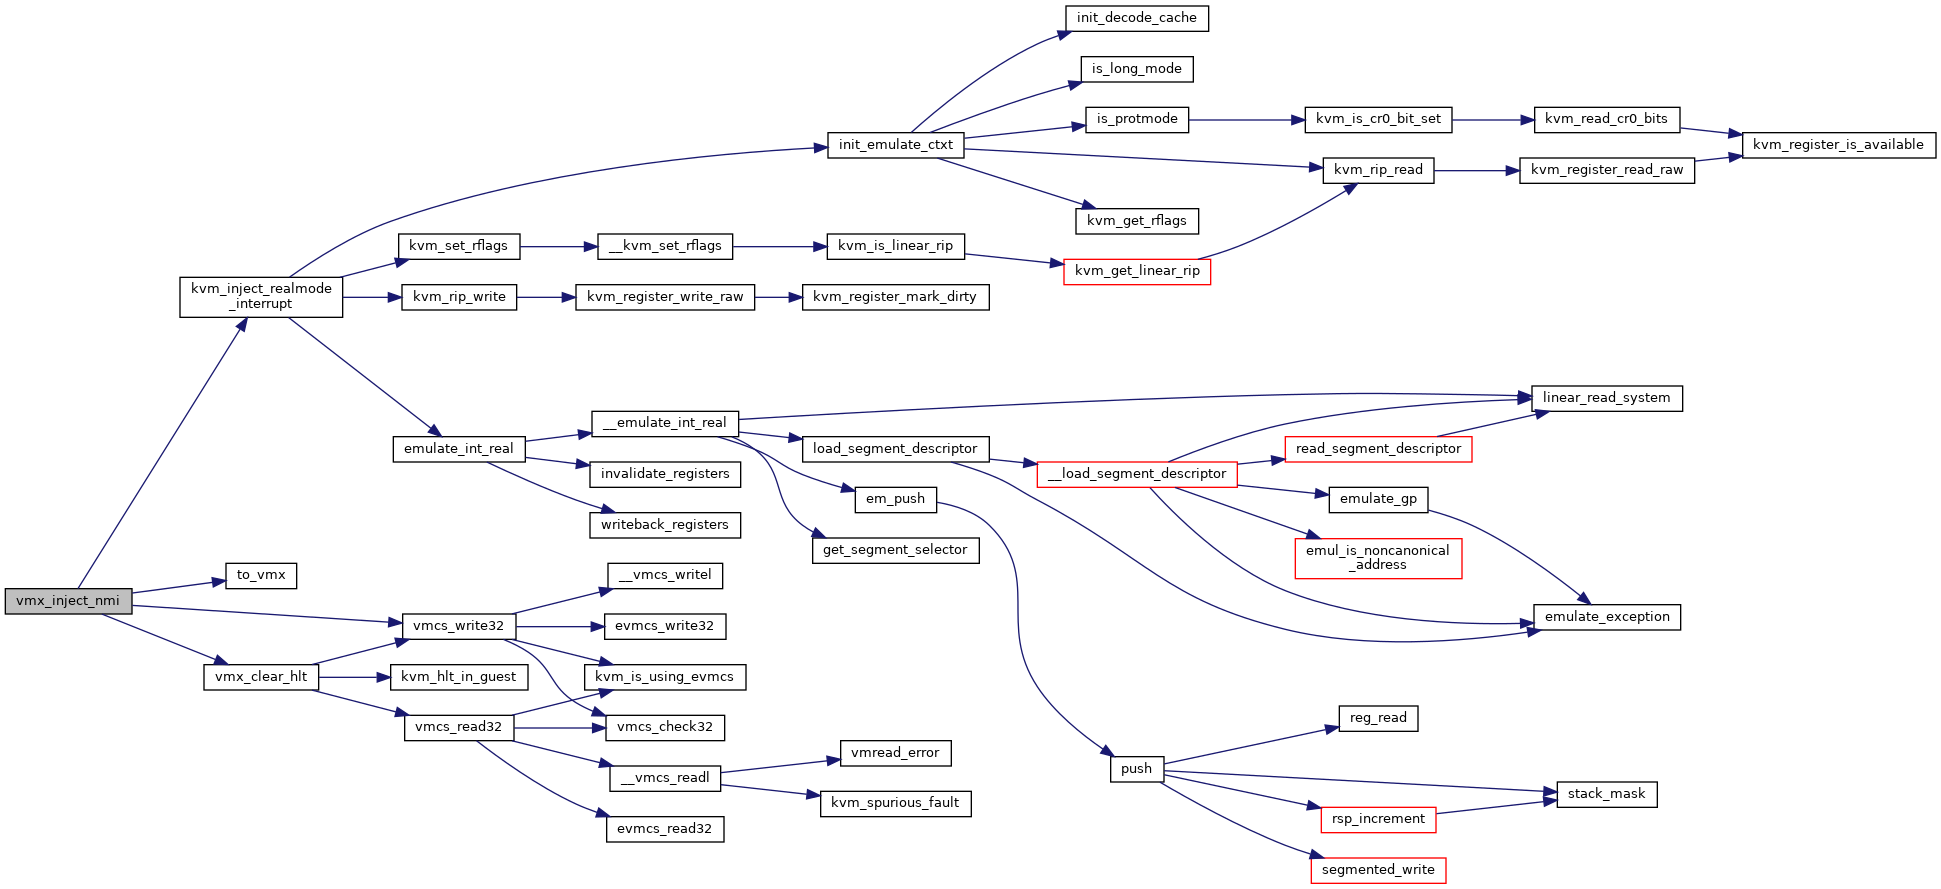 init_decode_cache
is_long_mode
is_protmode
kvm_is_cr0_bit_set
kvm_read_cr0_bits
init_emulate_ctxt
kvm_register_is_available
kvm_rip_read
kvm_register_read_raw
kvm_get_rflags
kvm_set_rflags
__kvm_set_rflags
kvm_is_linear_rip
kvm_get_linear_rip
kvm_inject_realmode
_interrupt
kvm_rip_write
kvm_register_write_raw
kvm_register_mark_dirty
linear_read_system
__emulate_int_real
emulate_int_real
load_segment_descriptor
read_segment_descriptor
invalidate_registers
__load_segment_descriptor
em_push
emulate_gp
writeback_registers
get_segment_selector
emul_is_noncanonical
_address
to_vmx
__vmcs_writel
vmx_inject_nmi
vmcs_write32
evmcs_write32
emulate_exception
vmx_clear_hlt
kvm_hlt_in_guest
kvm_is_using_evmcs
vmcs_read32
vmcs_check32
reg_read
vmread_error
push
__vmcs_readl
stack_mask
kvm_spurious_fault
rsp_increment
evmcs_read32
segmented_write